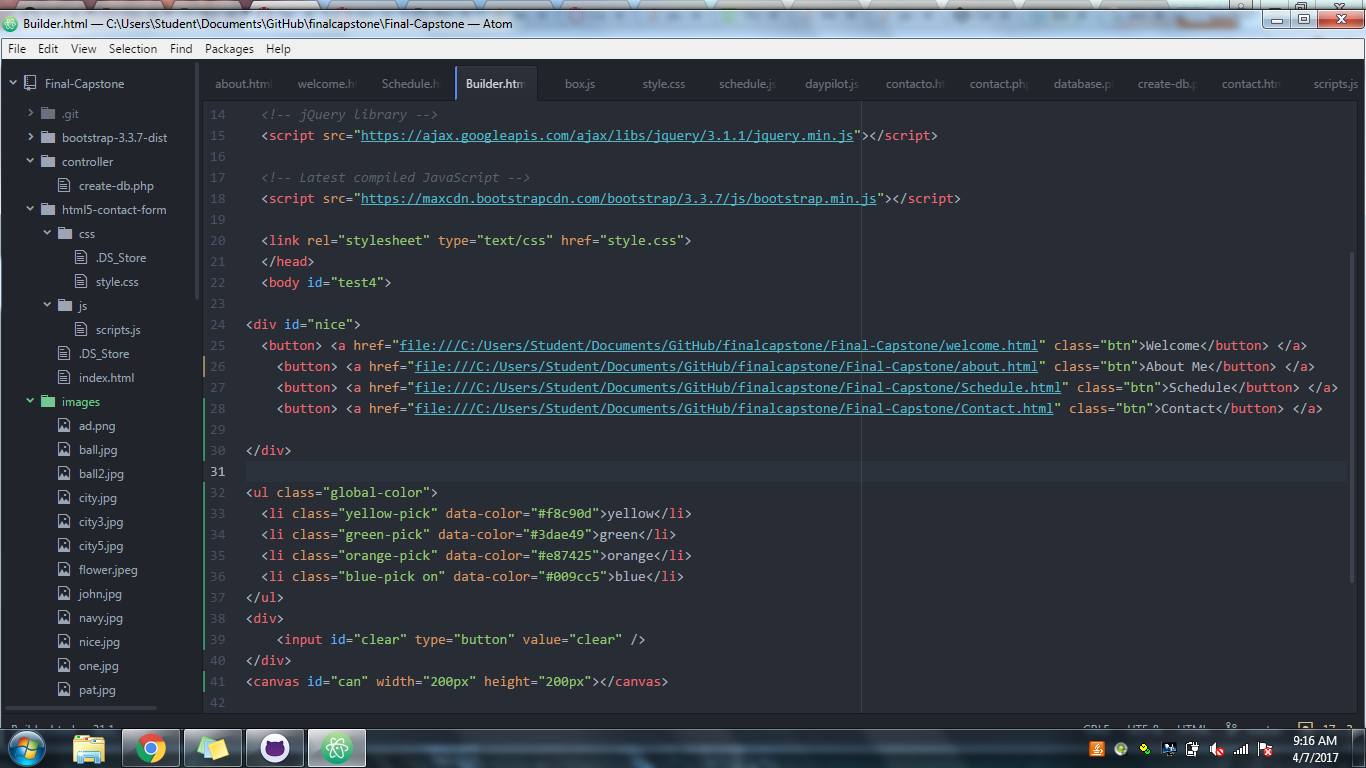 Builder.html — C:\Users\Student\Documents\GitHub\finalcapstone\Final-Capstone — Atom
File Edit View Selection Find Packages Help
Final-Capstone
.git
bootstrap-3.3.7-dist
controller
create-db.php
html5-contact-form
css
.DS_Store
style.css
js
scripts.js
.DS_Store
index.html
images
ad.png
ball.jpg
ball2.jpg
city.jpg
city3.jpg
city5.jpg
flower.jpeg
john.jpg
navy.jpg
nice.jpg
one.jpg
pat.jpg
about.html welcome.h Schedule.h Builder.htm box.js style.css schedule.js daypilot.js contacto.h contact.php database.p create-db.p contact.htm scripts.js
14 <!-- jQuery library -->
15 <script src="https://ajax.googleapis.com/ajax/libs/jquery/3.1.1/jquery.min.js"></script>
16
17 <!-- Latest compiled JavaScript -->
18 <script src="https://maxcdn.bootstrapcdn.com/bootstrap/3.3.7/js/bootstrap.min.js"></script>
19
20 <link rel="stylesheet" type="text/css" href="style.css">
21 </head>
22 <body id="test4">
23
24 <div id="nice">
25 <button> <a href="file:///C:/Users/Student/Documents/GitHub/finalcapstone/Final-Capstone/welcome.html" class="btn">Welcome</button> </a>
26 <button> <a href="file:///C:/Users/Student/Documents/GitHub/finalcapstone/Final-Capstone/about.html" class="btn">About Me</button> </a>
27 <button> <a href="file:///C:/Users/Student/Documents/GitHub/finalcapstone/Final-Capstone/Schedule.html" class="btn">Schedule</button> </a>
28 <button> <a href="file:///C:/Users/Student/Documents/GitHub/finalcapstone/Final-Capstone/Contact.html" class="btn">Contact</button> </a>
29
30 </div>
31
32 <ul class="global-color">
33 <li class="yellow-pick" data-color="#f8c90d">yellow</li>
34 <li class="green-pick" data-color="#3dae49">green</li>
35 <li class="orange-pick" data-color="#e87425">orange</li>
36 <li class="blue-pick on" data-color="#009cc5">blue</li>
37 </ul>
38 <div>
39 <input id="clear" type="button" value="clear" />
40 </div>
41 <canvas id="can" width="200px" height="200px"></canvas>
42
9:16 AM
4/7/2017